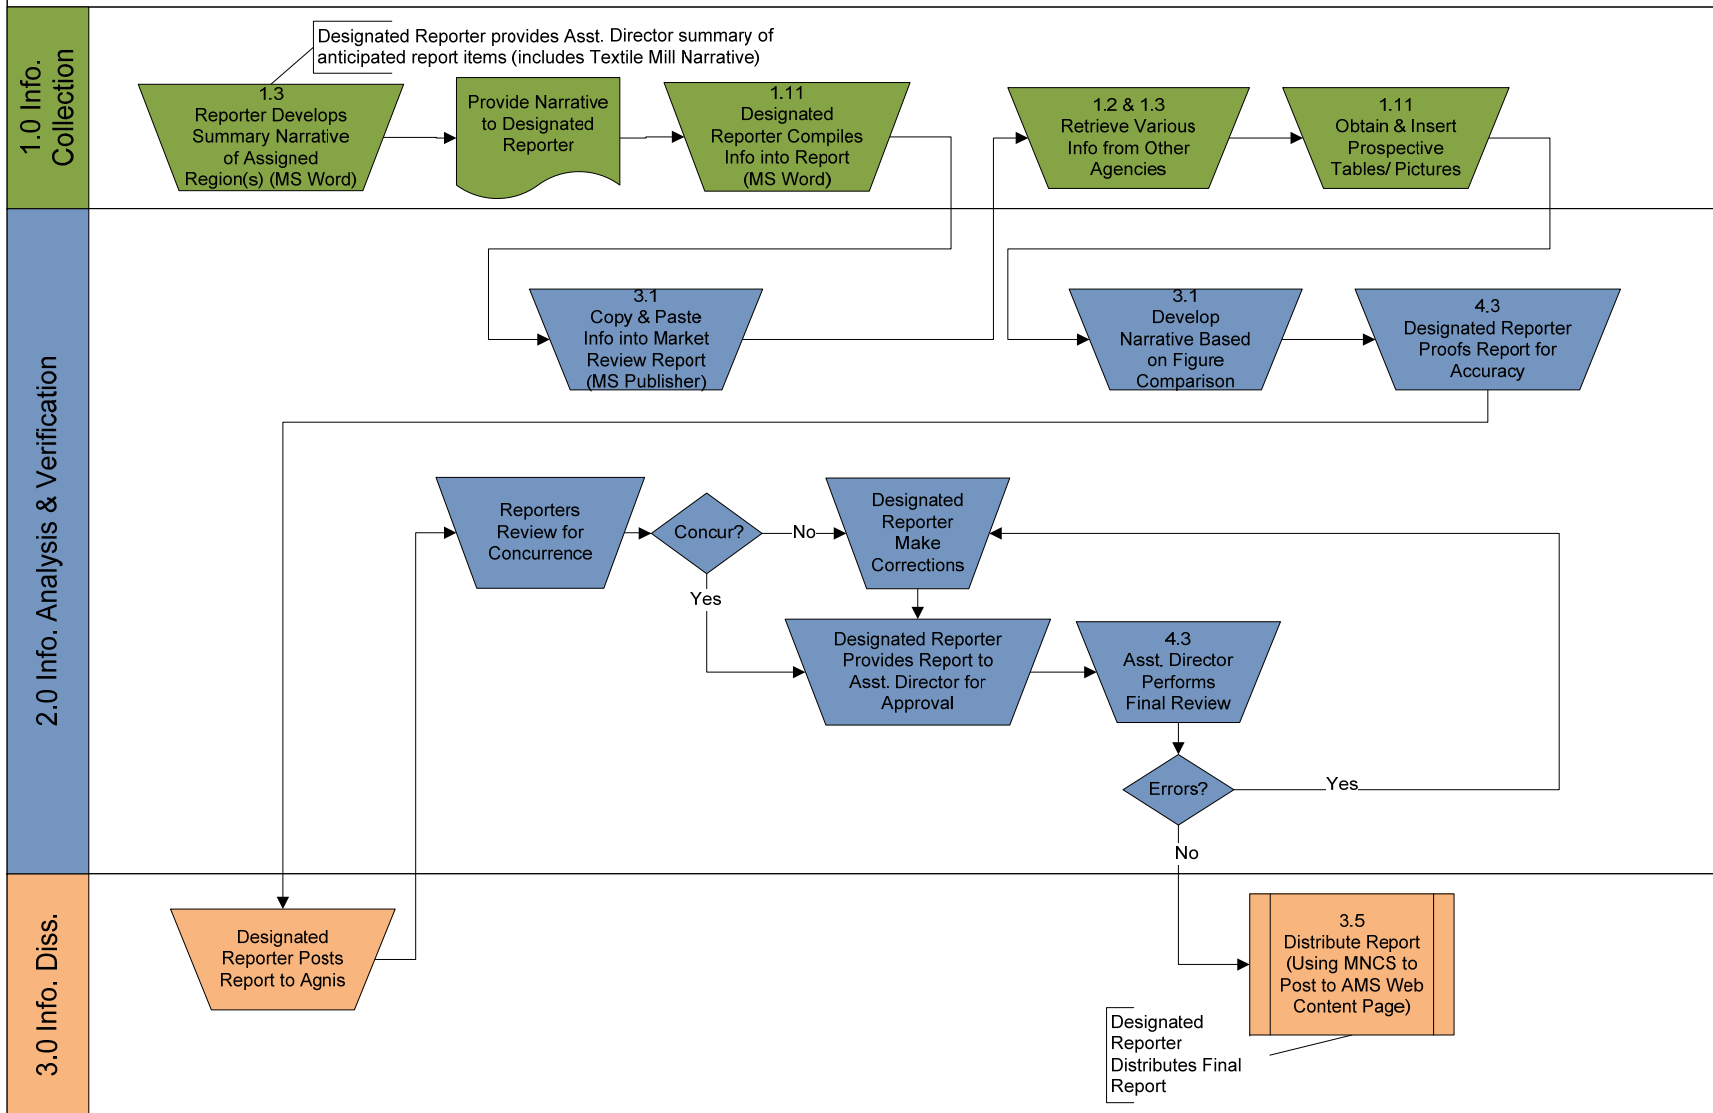 1.0 Info.
Collection
Designated Reporter provides Asst. Director summary of
anticipated report items (includes Textile Mill Narrative)
1.3
Reporter Develops
Summary Narrative
of Assigned
Region(s) (MS Word)
Provide Narrative
to Designated
Reporter
1.11
Designated
Reporter Compiles
Info into Report
(MS Word)
1.2 & 1.3
Retrieve Various
Info from Other
Agencies
1.11
Obtain & Insert
Prospective
Tables/ Pictures
2.0 Info. Analysis & Verification
3.1
Copy & Paste
Info into Market
Review Report
(MS Publisher)
3.1
Develop
Narrative Based
on Figure
Comparison
4.3
Designated Reporter
Proofs Report for
Accuracy
Reporters
Review for
Concurrence
Concur?
No
Yes
Designated
Reporter
Make
Corrections
Designated Reporter
Provides Report to
Asst. Director for
Approval
4.3
Asst. Director
Performs
Final Review
Errors?
Yes
No
3.0 Info. Diss.
Designated
Reporter Posts
Report to Agnis
3.5
Distribute Report
(Using MNCS to
Post to AMS Web
Content Page)
Designated
Reporter
Distributes Final
Report